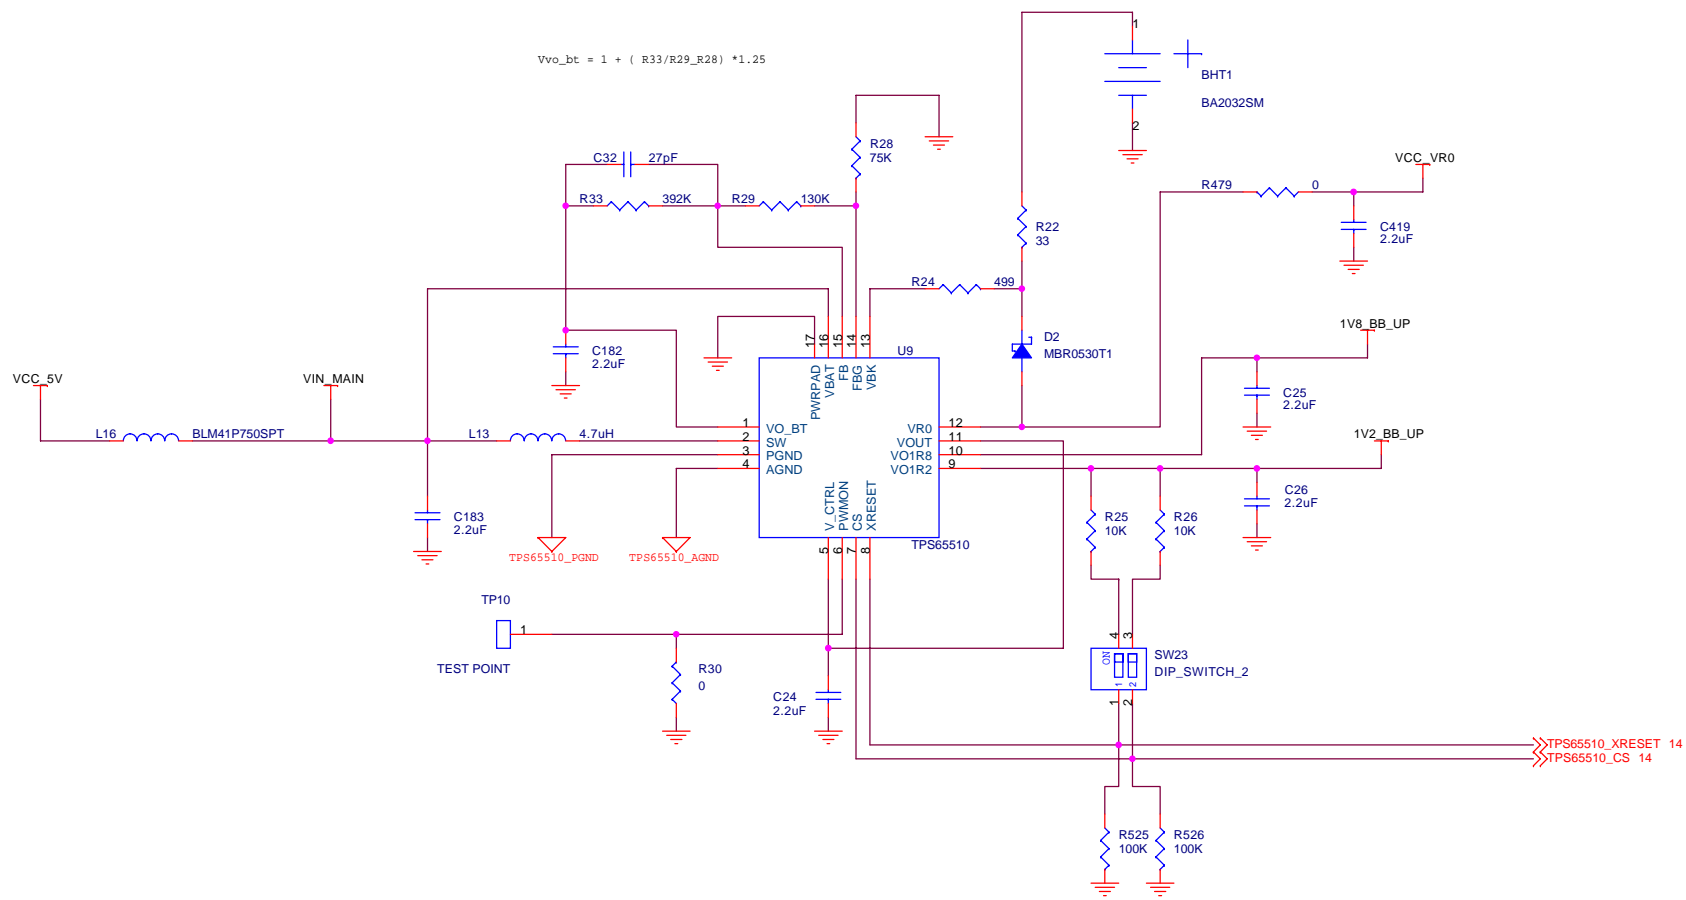 Vvo_bt = 1 + ( R33/R29_R28) *1.25
1
BHT1
BA2032SM
2
R28
75K
C32 27pF
R33 392K
R29 130K
VCC_VR0
R479 0
C419
2.2uF
R22
33
R24 499
1V8_BB_UP
D2
MBR0530T1
17
16
15
14
13
U9
C182
2.2uF
PWRPAD
VBAT
FB
FBG
VBK
VCC_5V
VIN_MAIN
C25
2.2uF
L16 BLM41P750SPT
L13 4.7uH
1 VO_BT
2 SW
3 PGND
4 AGND
VR0 12
VOUT 11
VO1R8 10
VO1R2 9
1V2_BB_UP
C26
2.2uF
V_CTRL
PWMON
CS
XRESET
C183
2.2uF
R25
10K
R26
10K
TPS65510
5
6
7
8
TPS65510_PGND
TPS65510_AGND
TP10
1
TEST POINT
R30
0
C24
2.2uF
4
3
ON
1
2
SW23
DIP_SWITCH_2
1
2
TPS65510_XRESET 14
TPS65510_CS 14
R525
100K
R526
100K